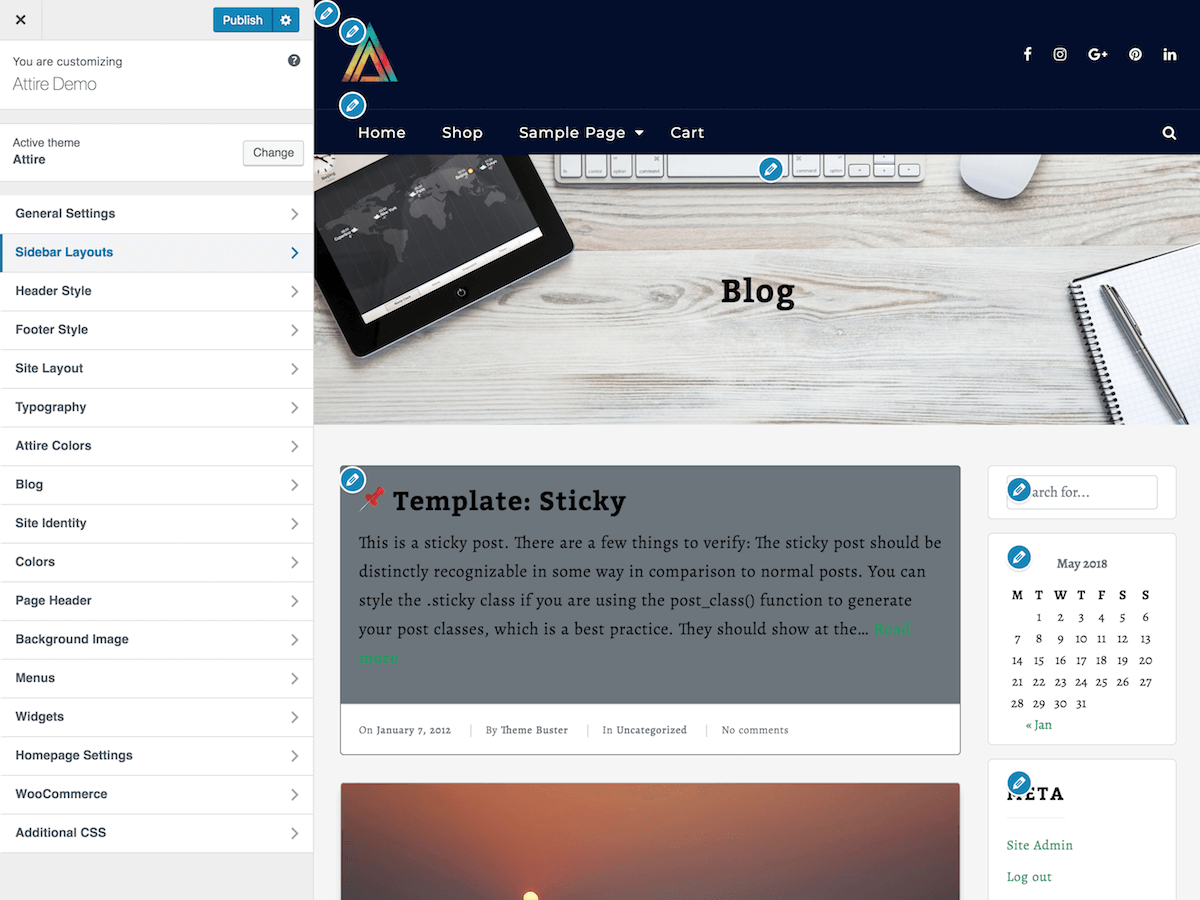 Publish
You are customizing
Attire Demo
Active theme
Attire
Change
General Settings
Sidebar Layouts
Header Style
Footer Style
Site Layout
Typography
Attire Colors
Blog
Site Identity
Colors
Page Header
Background Image
Menus
Widgets
Homepage Settings
WooCommerce
Additional CSS
Home Shop Sample Page Cart
Blog
Template: Sticky
This is a sticky post. There are a few things to verify: The sticky post should be
distinctly recognizable in some way in comparison to normal posts. You can
style the .sticky class if you are using the post_class() function to generate
your post classes, which is a best practice. They should show at the… Read
more
On January 7, 2012 By Theme Buster In Uncategorized No comments
arch for...
May 2018
M T W T F S S
1 2 3 4 5 6
7 8 9 10 11 12 13
14 15 16 17 18 19 20
21 22 23 24 25 26 27
28 29 30 31
« Jan
META
Site Admin
Log out